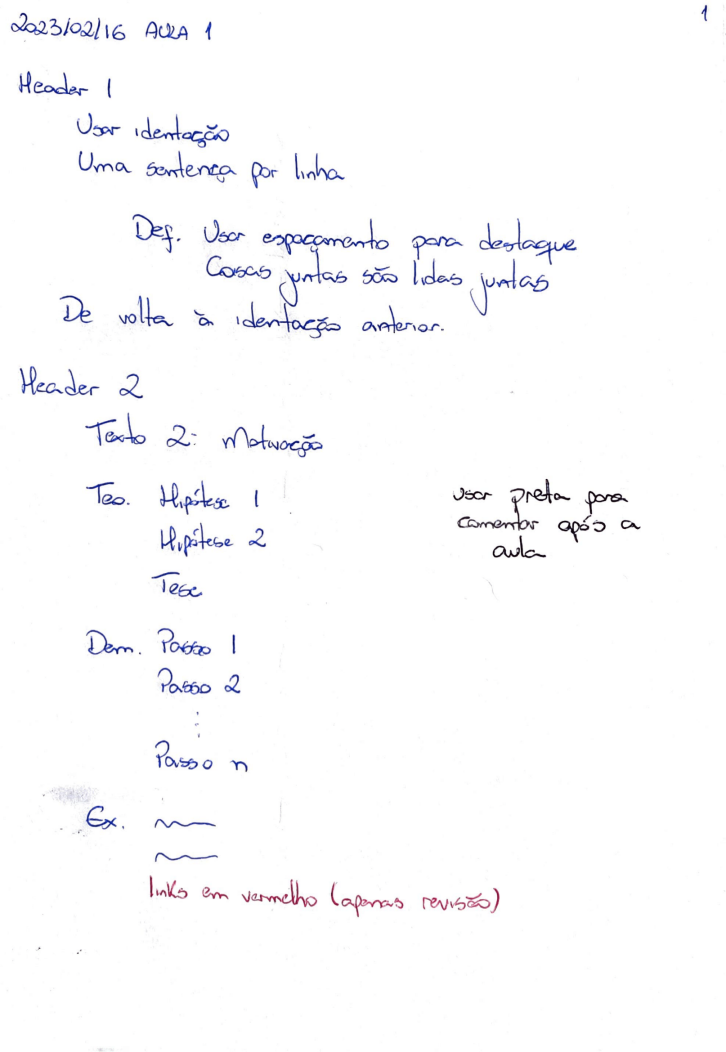 2023/02/16 AULA 1
1
Header 1
Usar identação
Uma sentença por linha
Def. Usar espaçamento para destaque
Coisas juntas são lidas juntas
De volta à identação anterior.
Header 2
Texto 2: Motivação
Teo. Hipótese 1
Hipótese 2
Tese
usar preta para
comentar após a
aula
Dem. Passo 1
Passo 2
⋮
Passo n
Ex.
links em vermelho (apenas revisão)